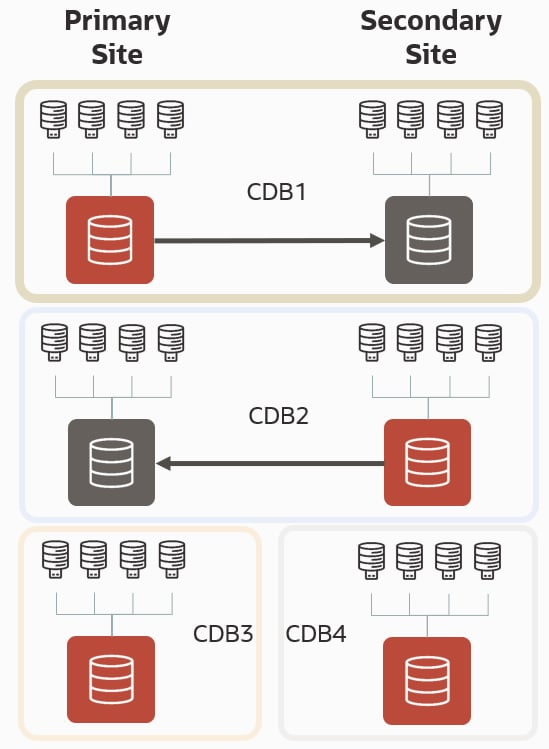 Primary
Site
Secondary
Site
CDB1
CDB2
CDB3
CDB4